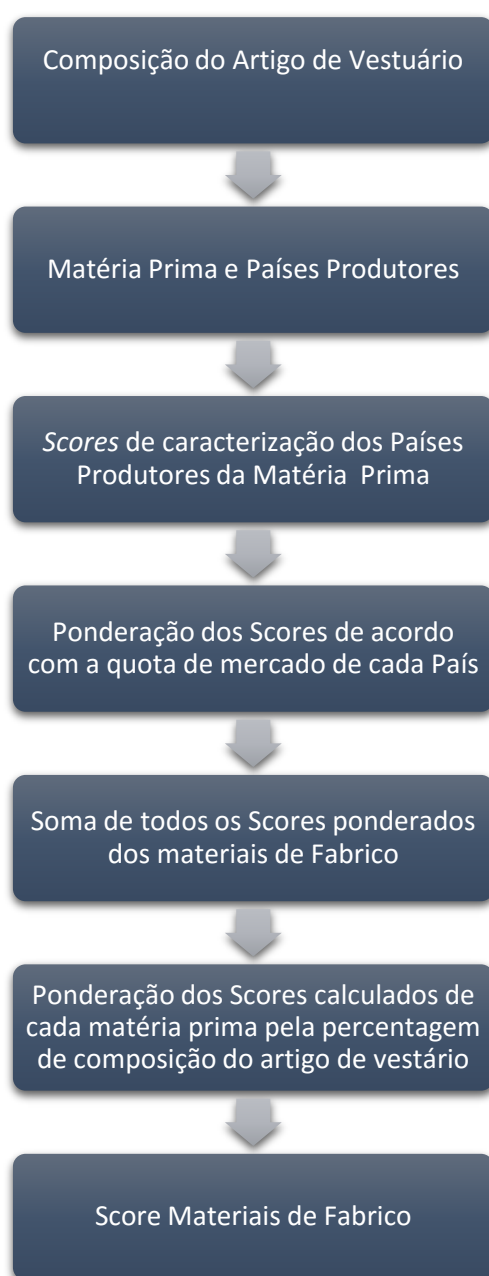 Composição do Artigo de Vestuário
Matéria Prima e Países Produtores
Scores de caracterização dos Países
Produtores da Matéria Prima
Ponderação dos Scores de acordo
com a quota de mercado de cada País
Soma de todos os Scores ponderados
dos materiais de Fabrico
Ponderação dos Scores calculados de
cada matéria prima pela percentagem
de composição do artigo de vestário
Score Materiais de Fabrico